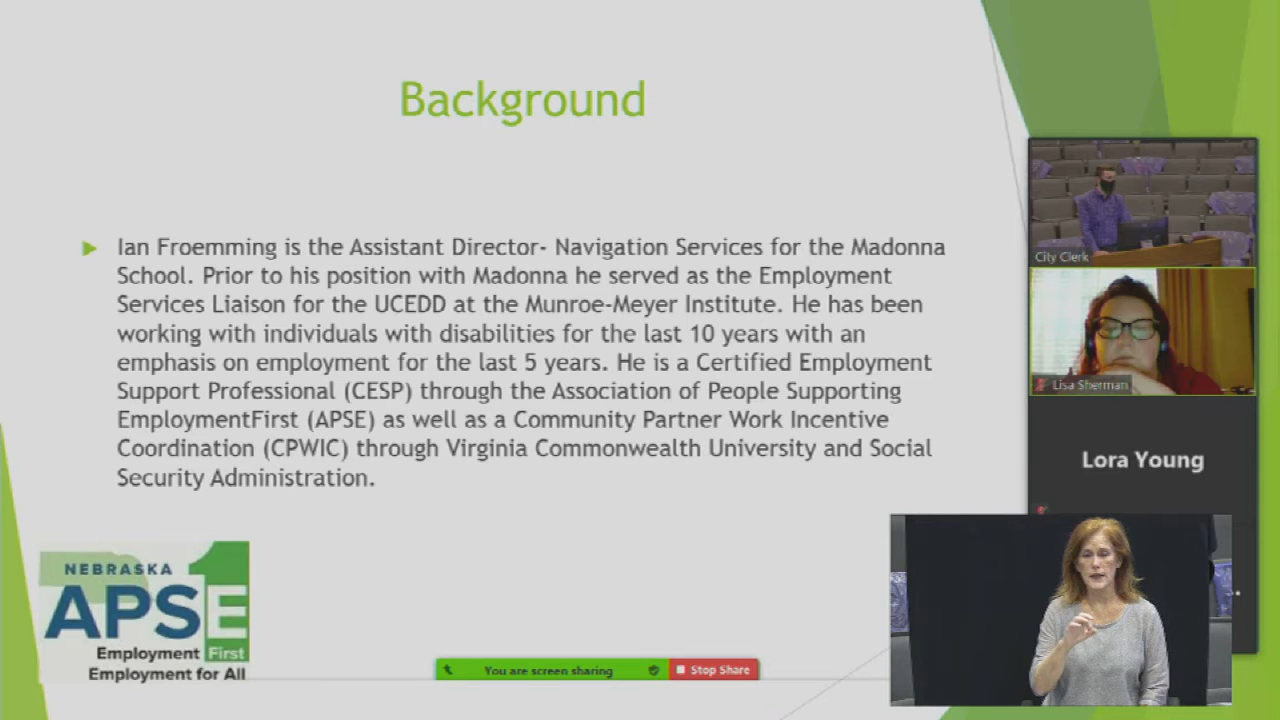 Background
Ian Froemming is the Assistant Director- Navigation Services for the Madonna
School. Prior to his position with Madonna he served as the Employment
Services Liaison for the UCEDD at the Munroe-Meyer Institute. He has been
working with individuals with disabilities for the last 10 years with an
emphasis on employment for the last 5 years. He is a Certified Employment
Support Professional (CESP) through the Association of People Supporting
EmploymentFirst (APSE) as well as a Community Partner Work Incentive
Coordination (CPWIC) through Virginia Commonwealth University and Social
Security Administration.
City Clerk
Lisa Sherman
Lora Young
NEBRASKA
APSE
1
Employment First
Employment for All
You are screen sharing
Stop Share